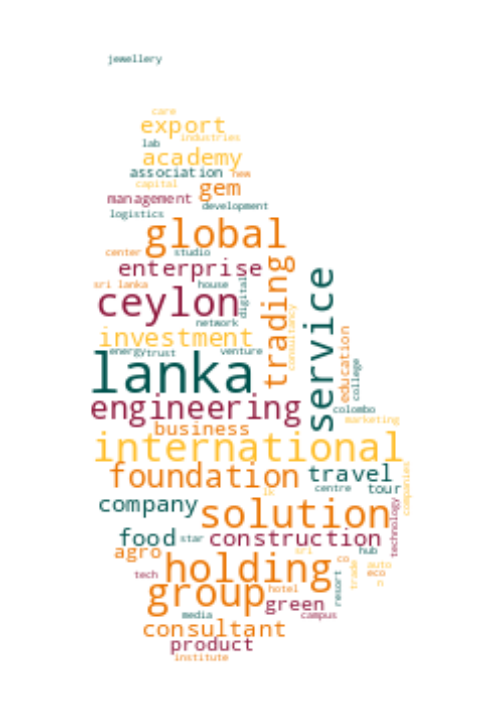 jewellery
care
export
industries
lab
academy
association new
capital
gem
management
development
logistics
global
center studio
enterprise
trading
service
sri lanka house
digital
ceylon
network
consultancy
investment
energy trust venture
education
college
lanka
engineering
colombo
marketing
business
international
foundation travel
companies
lk centre tour
company solution
technology
food star construction
agro sri hub
co
auto
trade
tech holding eco
resort
n
group hotel
green
media campus
consultant
product
institute